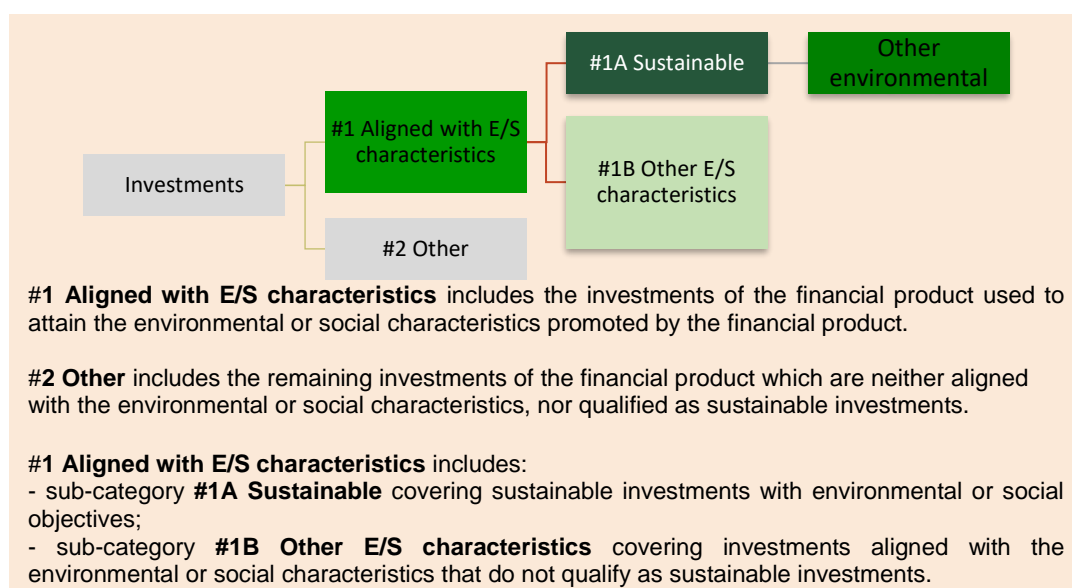 #1A Sustainable
Other
environmental
#1 Aligned with E/S
characteristics
#1B Other E/S
characteristics
Investments
#2 Other
#1 Aligned with E/S characteristics includes the investments of the financial product used to
attain the environmental or social characteristics promoted by the financial product.
#2 Other includes the remaining investments of the financial product which are neither aligned
with the environmental or social characteristics, nor qualified as sustainable investments.
#1 Aligned with E/S characteristics includes:
- sub-category #1A Sustainable covering sustainable investments with environmental or social
objectives;
- sub-category #1B Other E/S characteristics covering investments aligned with the
environmental or social characteristics that do not qualify as sustainable investments.